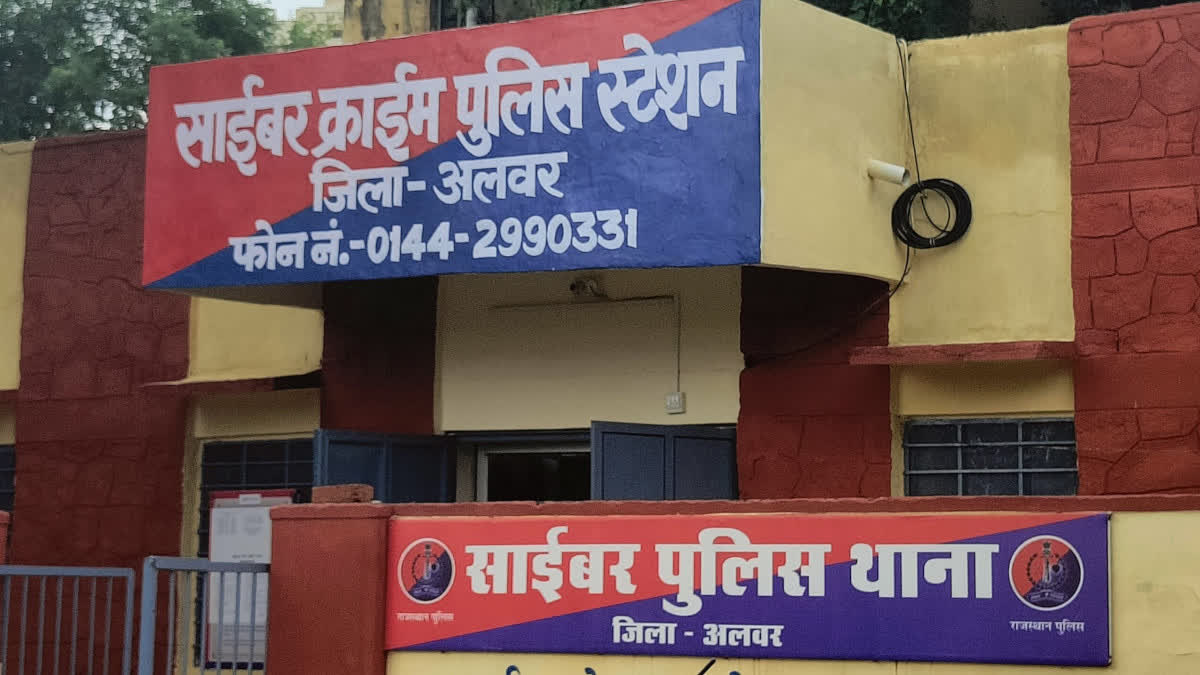 साईबर क्राईम पुलिस स्टेशन
जिला - अलवर
फोन नं.-0144-2990331
साईबर पुलिस थाना
जिला - अलवर
राजस्थान पुलिस
राजस्थान पुलिस